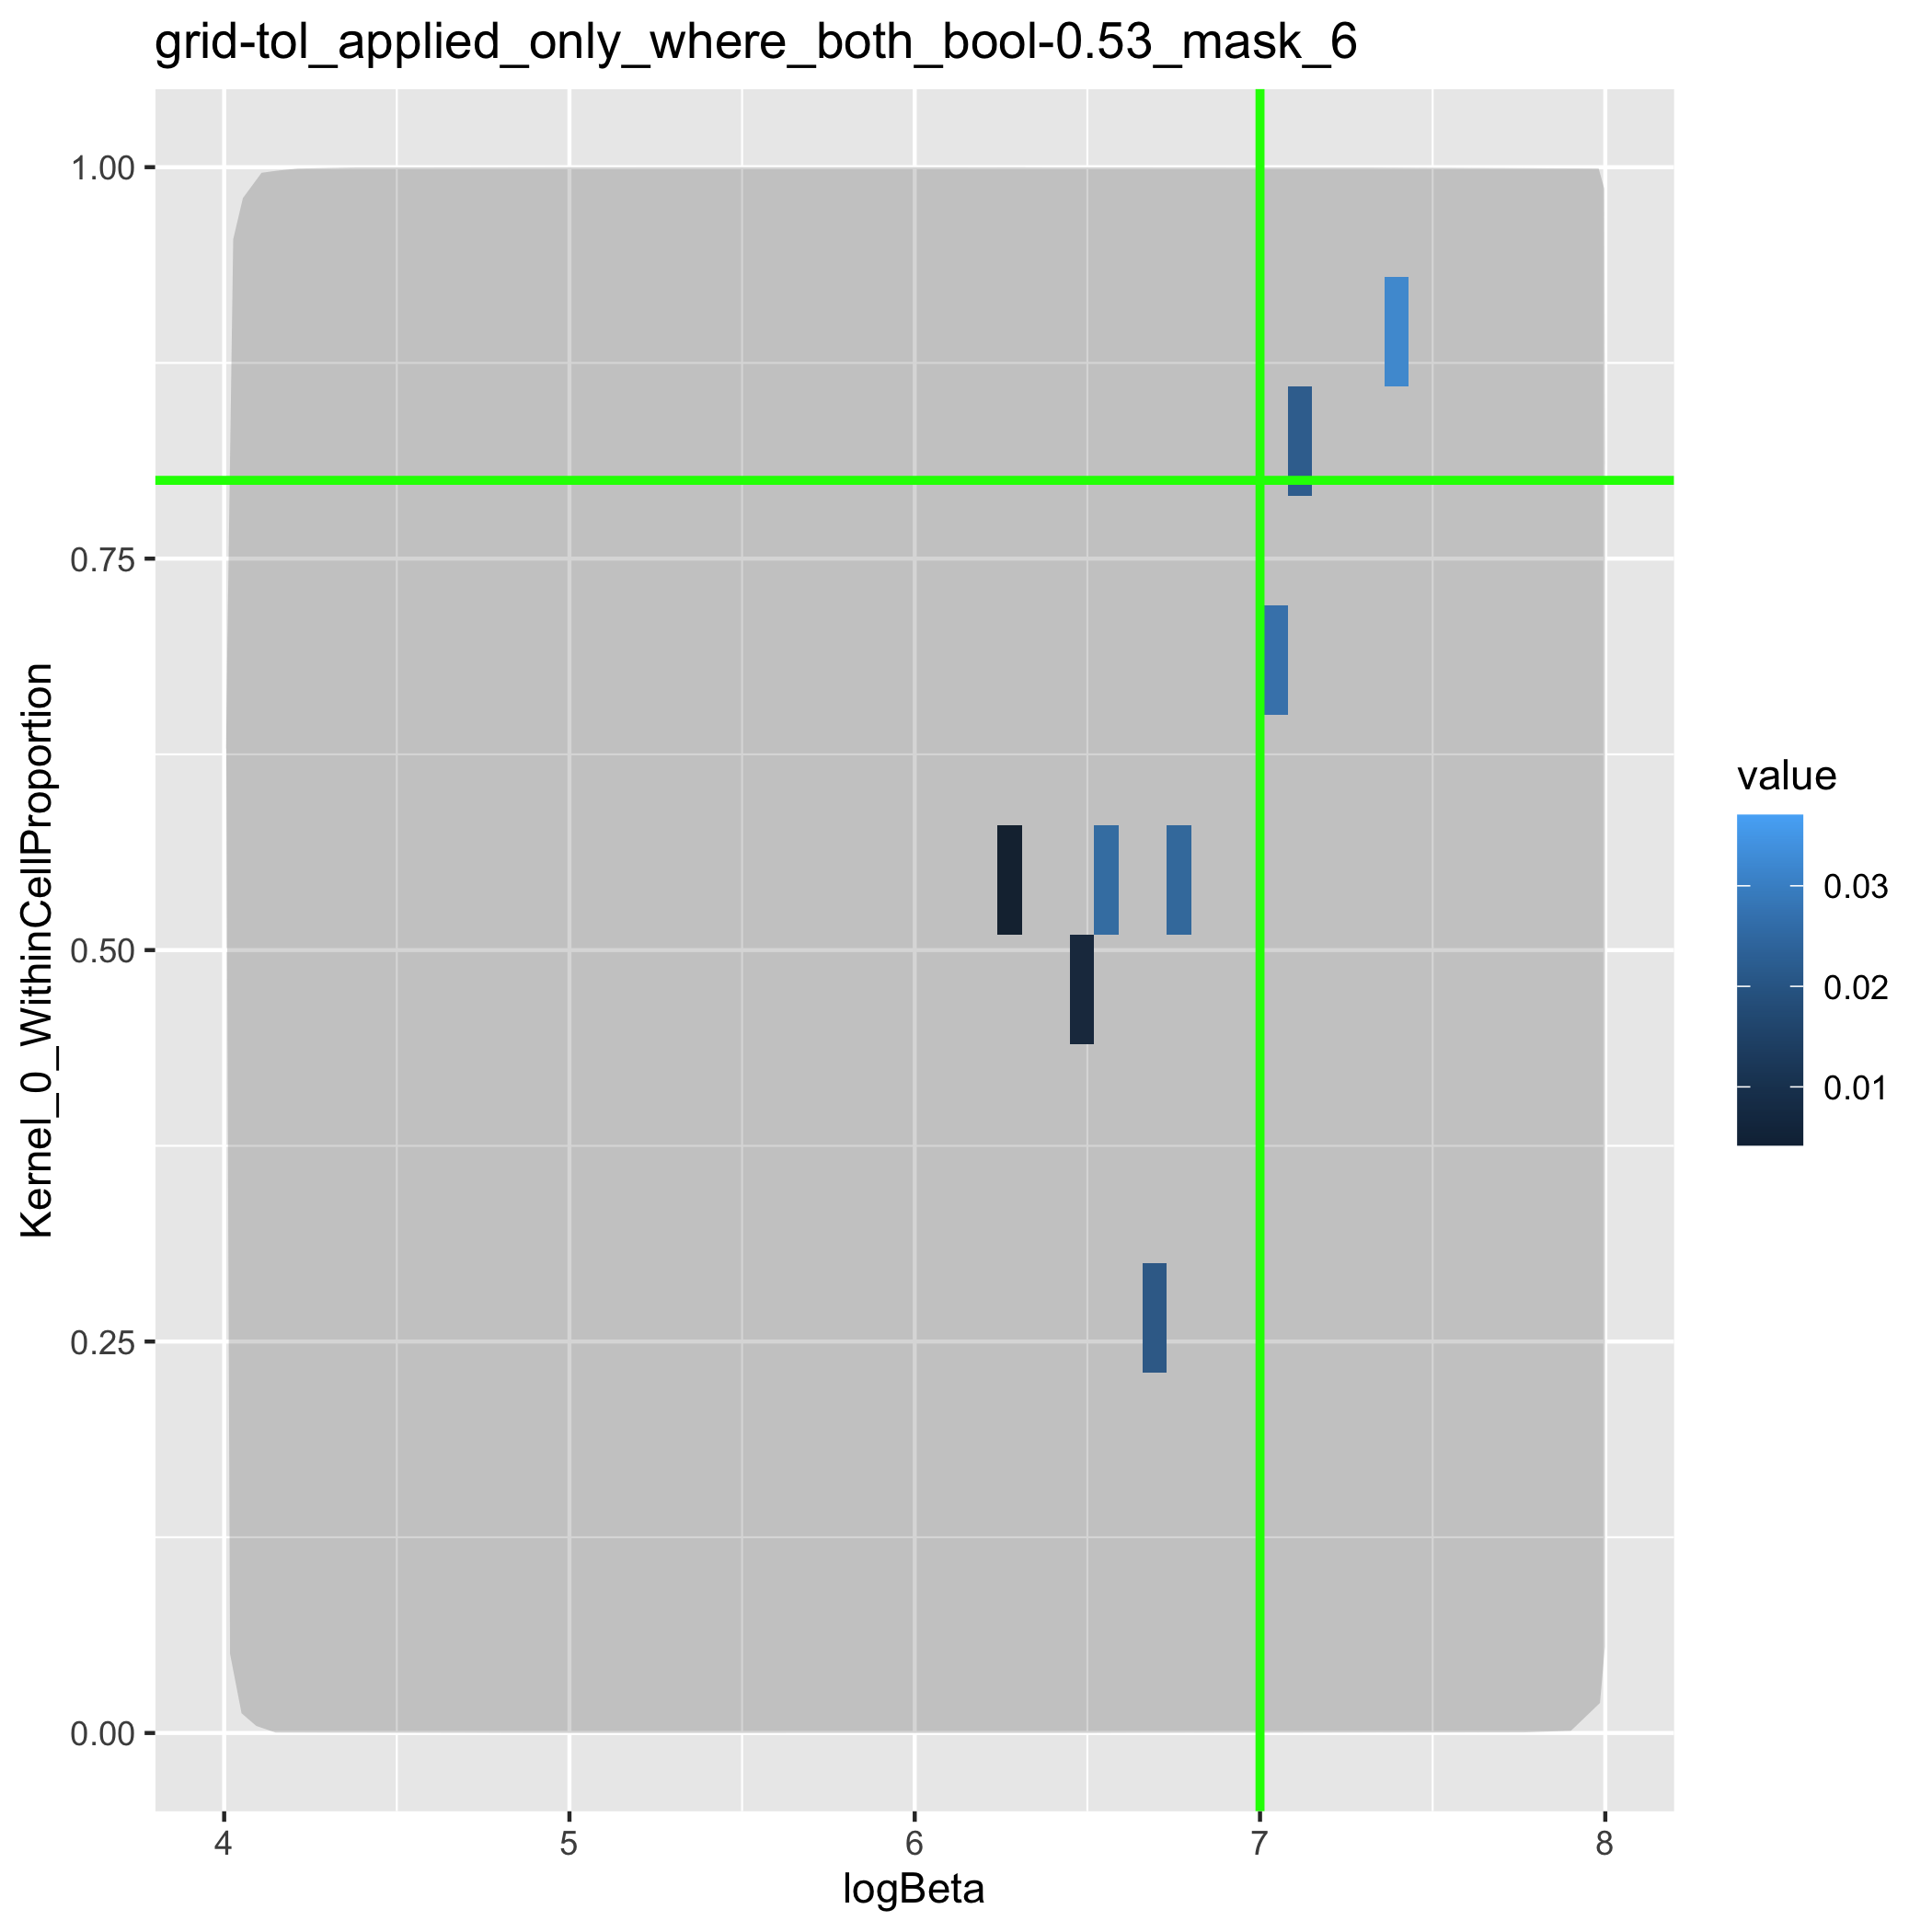 grid-tol_applied_only_where_both_bool-0.53_mask_6
Kernel_0_WithinCellProportion
1.00
0.75
0.50
0.25
0.00
4 5 6 7 8
logBeta
value
0.03
0.02
0.01